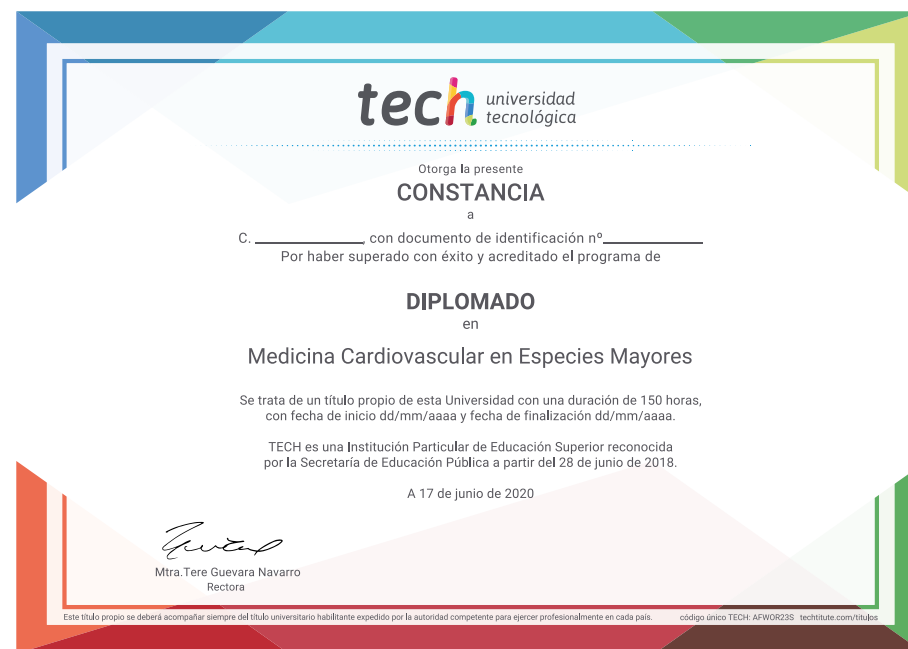 tech universidad
tecnológica
Otorga la presente
CONSTANCIA
a
C. ______________, con documento de identificación nº_____________
Por haber superado con éxito y acreditado el programa de
DIPLOMADO
en
Medicina Cardiovascular en Especies Mayores
Se trata de un título propio de esta Universidad con una duración de 150 horas,
con fecha de inicio dd/mm/aaaa y fecha de finalización dd/mm/aaaa.
TECH es una Institución Particular de Educación Superior reconocida
por la Secretaría de Educación Pública a partir del 28 de junio de 2018.
A 17 de junio de 2020
Mtra.Tere Guevara Navarro
Rectora
Este título propio se deberá acompañar siempre del título universitario habilitante expedido por la autoridad competente para ejercer profesionalmente en cada país. código único TECH: AFWOR23S techtitute.com/titulos